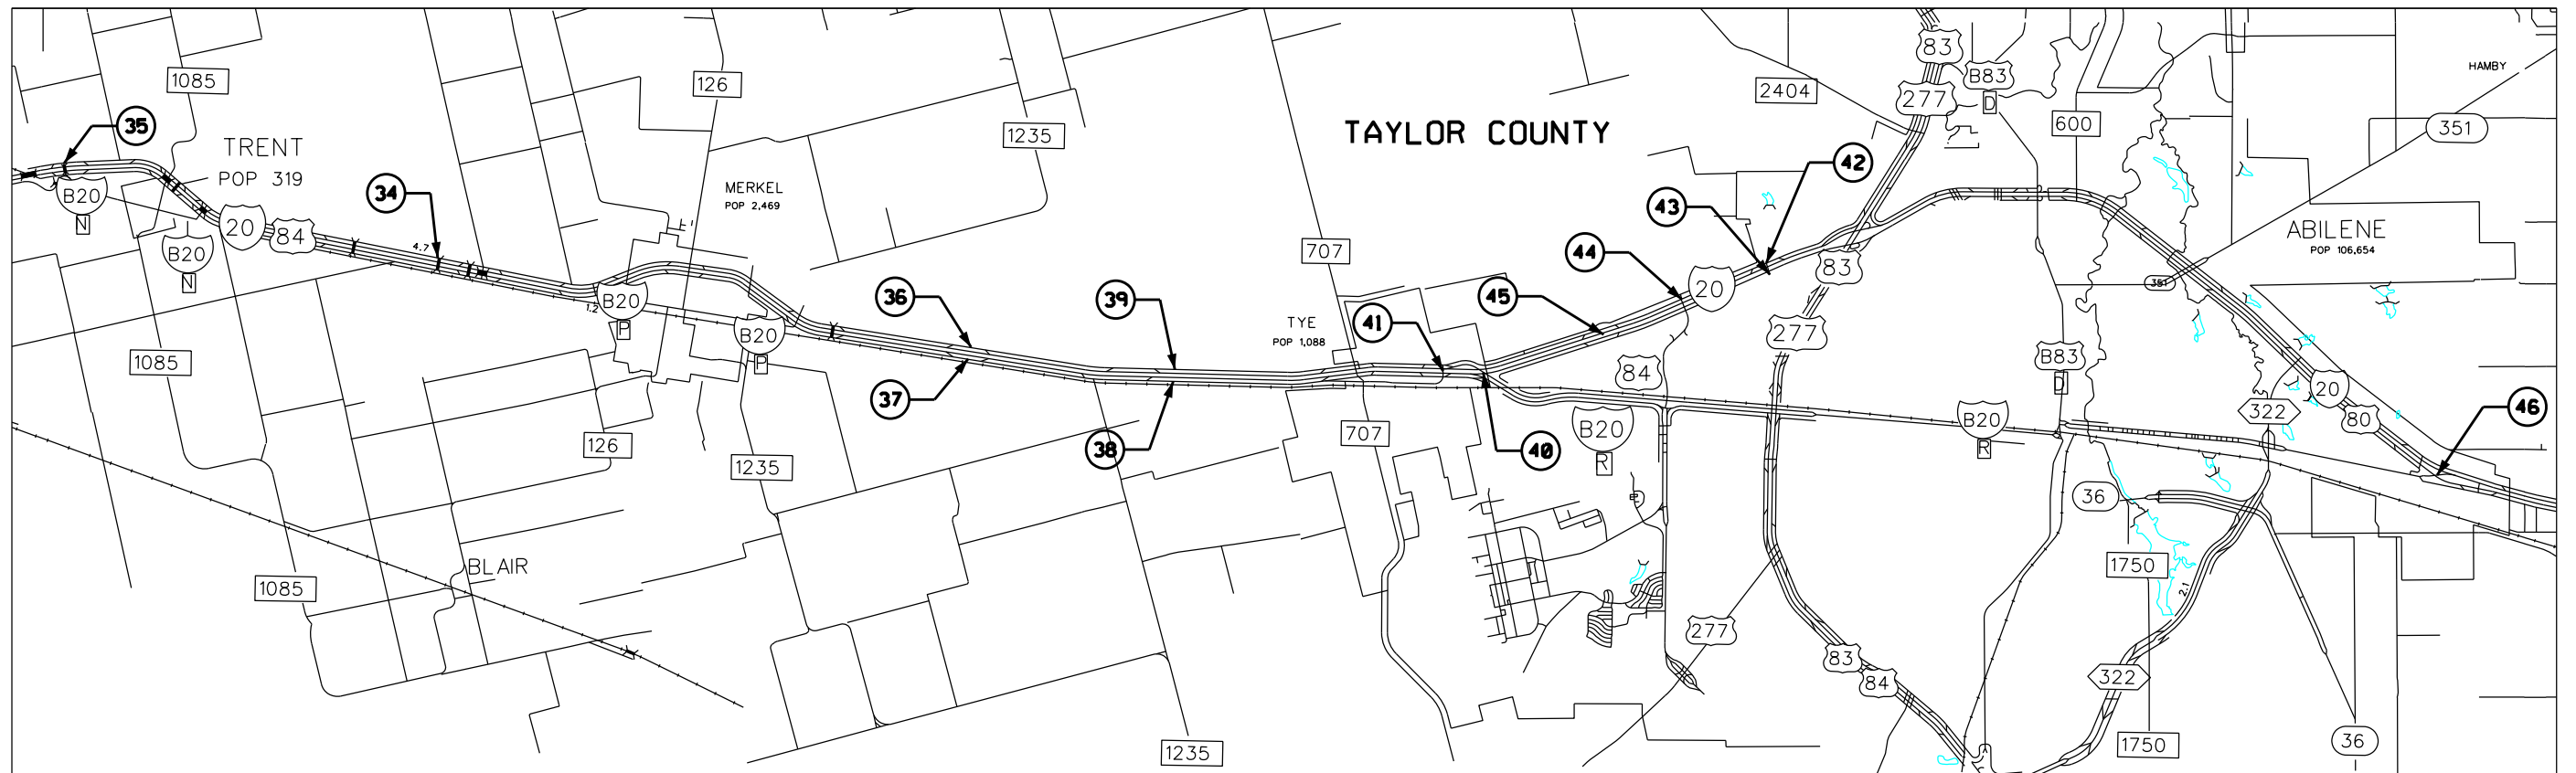 83
B83
D
HAMBY
1085
126
277
2404
600
351
35
TRENT
POP 319
1235
TAYLOR COUNTY
42
34
MERKEL
POP 2,469
43
B20
N
20
84
B20
N
4.7
707
44
ABILENE
POP 106,654
83
20
351
1.2
B20
P
36
39
45
B20
P
TYE
POP 1,088
41
277
1085
B83
D
84
20
37
322
80
46
B20
R
B20
R
126
707
38
40
1235
36
BLAIR
1085
1750
2.1
277
83
84
322
1235
1750
36